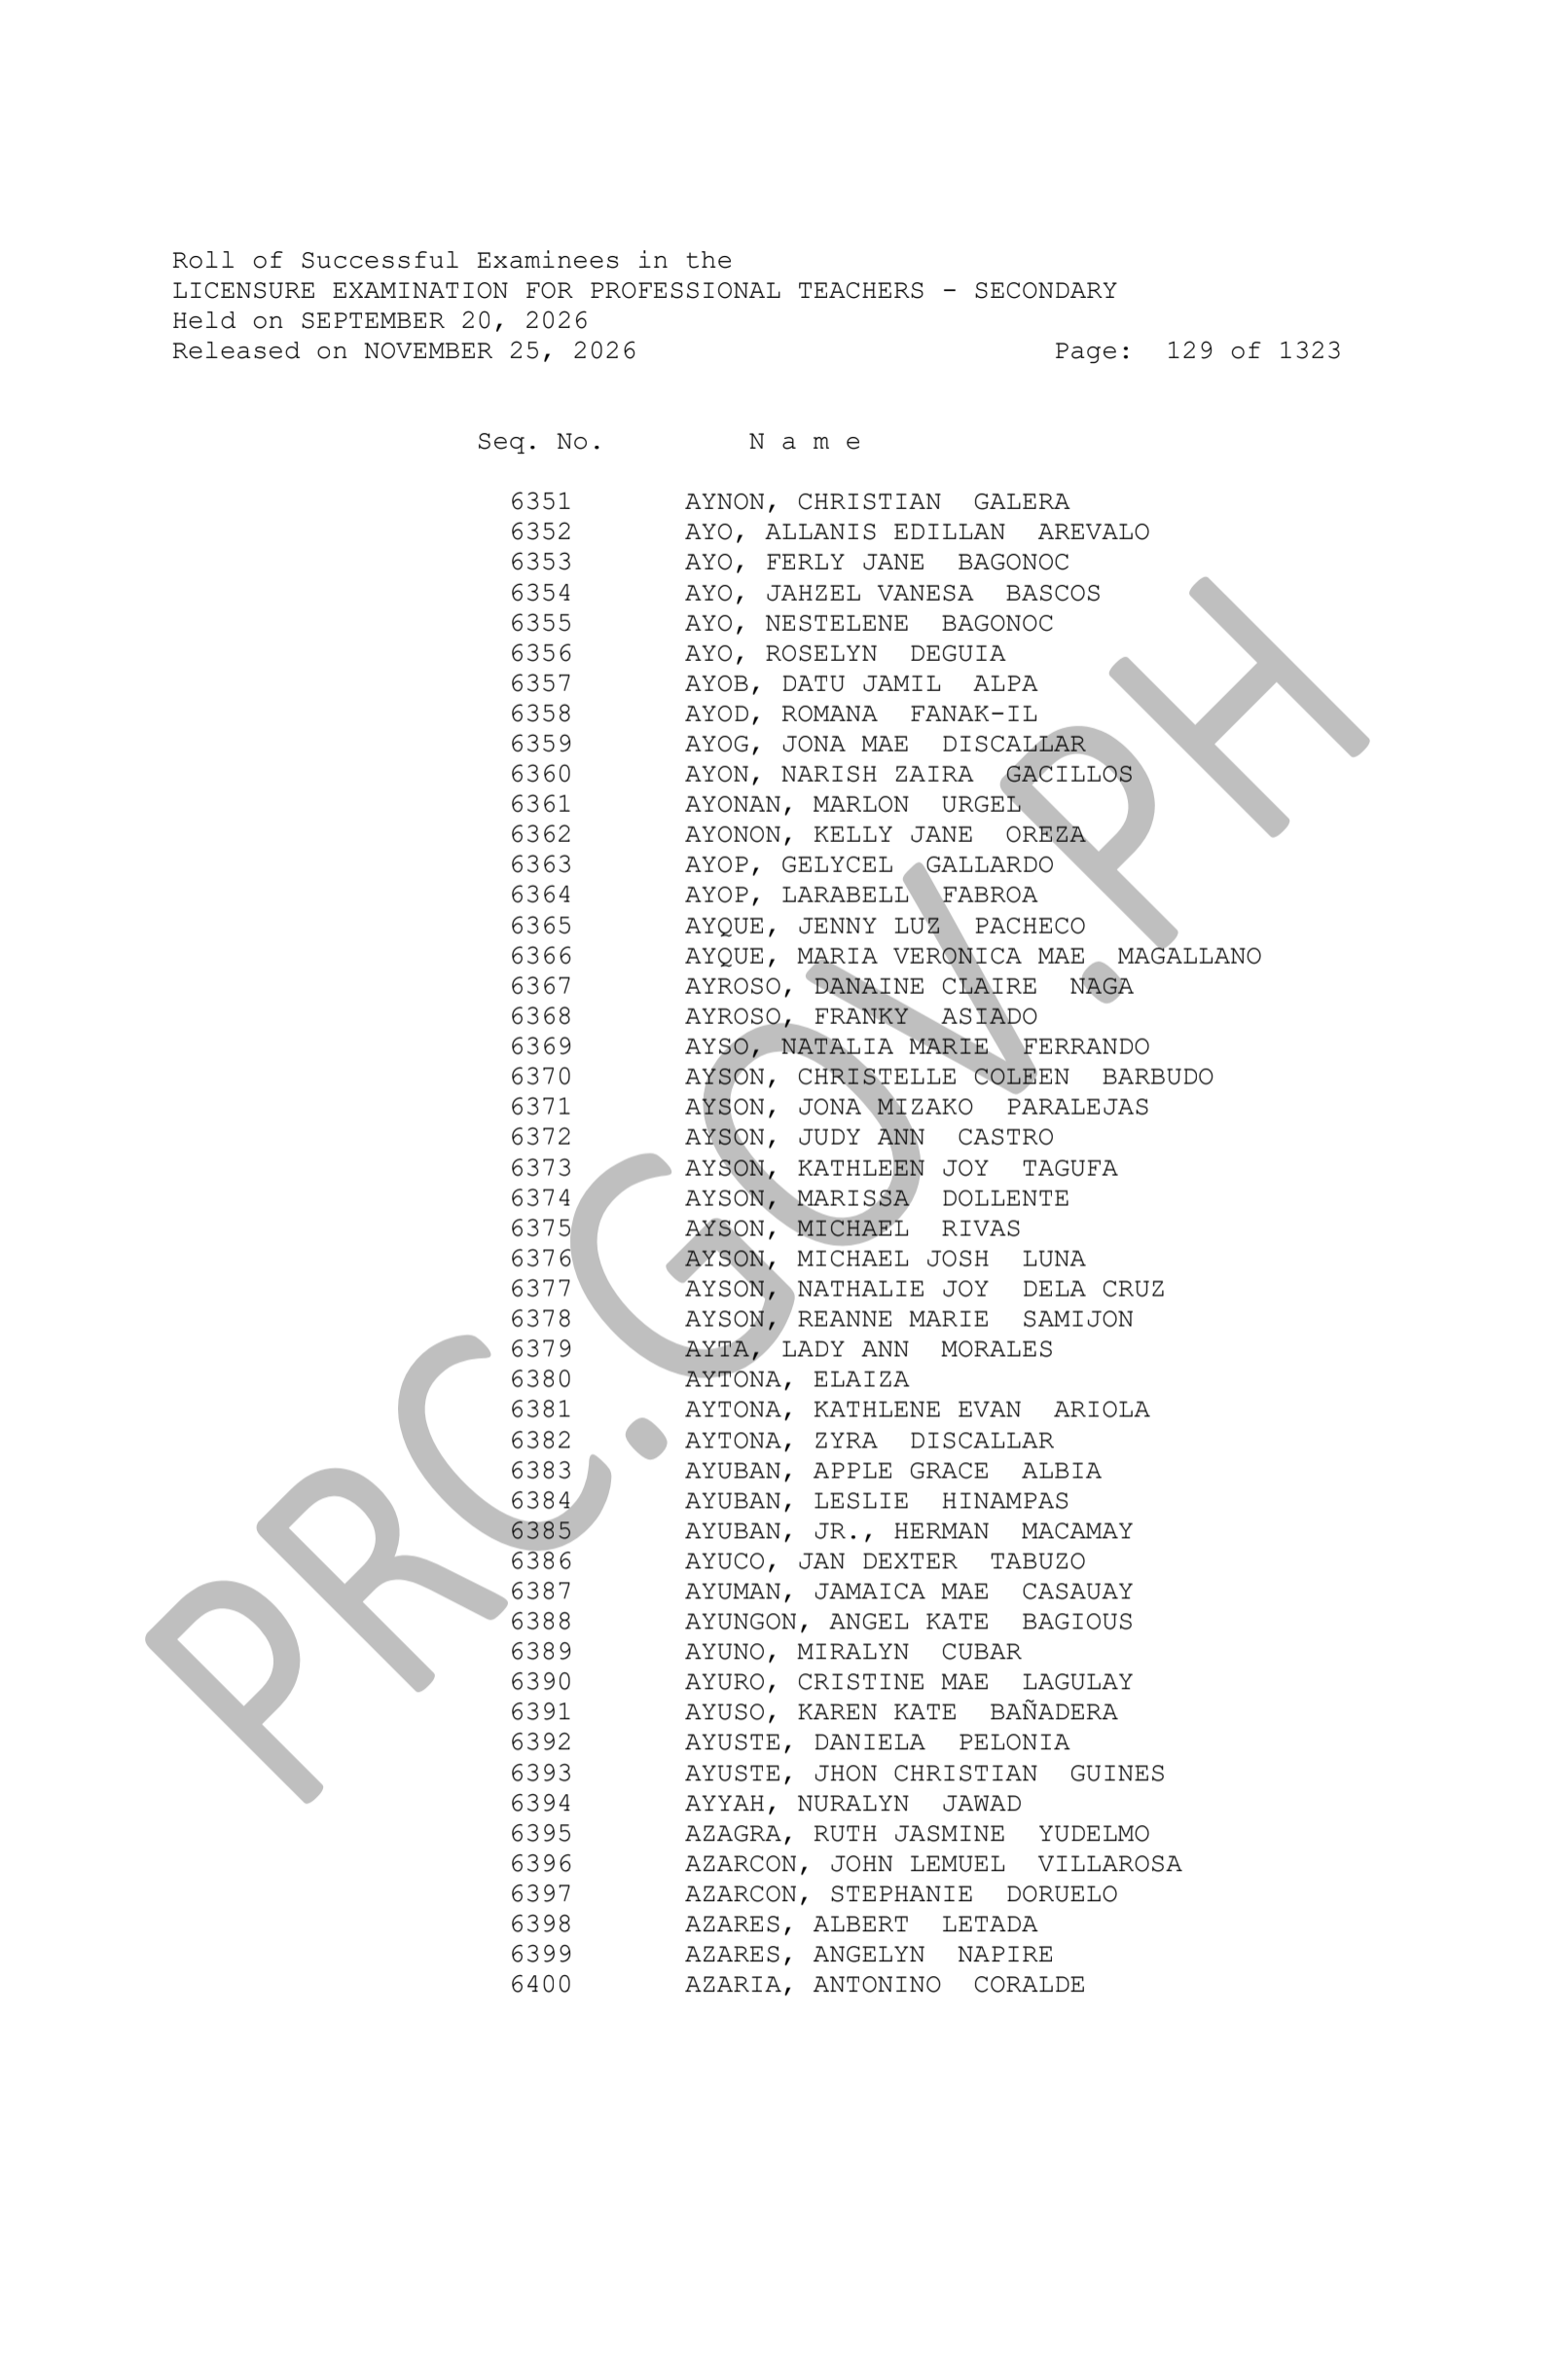 Roll of Successful Examinees in the
LICENSURE EXAMINATION FOR PROFESSIONAL TEACHERS - SECONDARY
Held on SEPTEMBER 20, 2026
Released on NOVEMBER 25, 2026 Page: 129 of 1323
Seq. No. N a m e
6351 AYNON, CHRISTIAN GALERA
6352 AYO, ALLANIS EDILLAN AREVALO
6353 AYO, FERLY JANE BAGONOC
6354 AYO, JAHZEL VANESA BASCOS
6355 AYO, NESTELENE BAGONOC
6356 AYO, ROSELYN DEGUIA
6357 AYOB, DATU JAMIL ALPA
6358 AYOD, ROMANA FANAK-IL
6359 AYOG, JONA MAE DISCALLAR
6360 AYON, NARISH ZAIRA GACILLOS
6361 AYONAN, MARLON URGEL
6362 AYONON, KELLY JANE OREZA
6363 AYOP, GELYCEL GALLARDO
6364 AYOP, LARABELL FABROA
6365 AYQUE, JENNY LUZ PACHECO
6366 AYQUE, MARIA VERONICA MAE MAGALLANO
6367 AYROSO, DANAINE CLAIRE NAGA
6368 AYROSO, FRANKY ASIADO
6369 AYSO, NATALIA MARIE FERRANDO
6370 AYSON, CHRISTELLE COLEEN BARBUDO
6371 AYSON, JONA MIZAKO PARALEJAS
6372 AYSON, JUDY ANN CASTRO
6373 AYSON, KATHLEEN JOY TAGUFA
6374 AYSON, MARISSA DOLLENTE
6375 AYSON, MICHAEL RIVAS
6376 AYSON, MICHAEL JOSH LUNA
6377 AYSON, NATHALIE JOY DELA CRUZ
6378 AYSON, REANNE MARIE SAMIJON
6379 AYTA, LADY ANN MORALES
6380 AYTONA, ELAIZA
6381 AYTONA, KATHLENE EVAN ARIOLA
6382 AYTONA, ZYRA DISCALLAR
6383 AYUBAN, APPLE GRACE ALBIA
6384 AYUBAN, LESLIE HINAMPAS
6385 AYUBAN, JR., HERMAN MACAMAY
6386 AYUCO, JAN DEXTER TABUZO
6387 AYUMAN, JAMAICA MAE CASAUAY
6388 AYUNGON, ANGEL KATE BAGIOUS
6389 AYUNO, MIRALYN CUBAR
6390 AYURO, CRISTINE MAE LAGULAY
6391 AYUSO, KAREN KATE BAÑADERA
6392 AYUSTE, DANIELA PELONIA
6393 AYUSTE, JHON CHRISTIAN GUINES
6394 AYYAH, NURALYN JAWAD
6395 AZAGRA, RUTH JASMINE YUDELMO
6396 AZARCON, JOHN LEMUEL VILLAROSA
6397 AZARCON, STEPHANIE DORUELO
6398 AZARES, ALBERT LETADA
6399 AZARES, ANGELYN NAPIRE
6400 AZARIA, ANTONINO CORALDE
PRC.GOV.PH